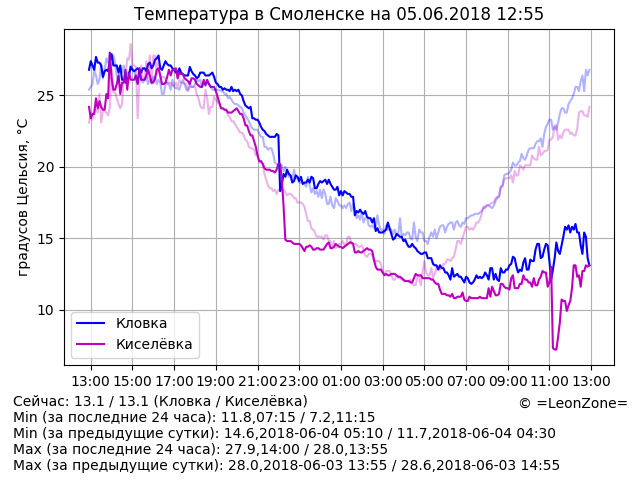 Температура в Смоленске на 05.06.2018 12:55
градусов Цельсия, °C
25
20
15
10
Кловка
Киселёвка
13:00 15:00 17:00 19:00 21:00 23:00 01:00 03:00 05:00 07:00 09:00 11:00 13:00
Сейчас: 13.1 / 13.1 (Кловка / Киселёвка)
© =LeonZone=
Min (за последние 24 часа): 11.8,07:15 / 7.2,11:15
Min (за предыдущие сутки): 14.6,2018-06-04 05:10 / 11.7,2018-06-04 04:30
Max (за последние 24 часа): 27.9,14:00 / 28.0,13:55
Max (за предыдущие сутки): 28.0,2018-06-03 13:55 / 28.6,2018-06-03 14:55